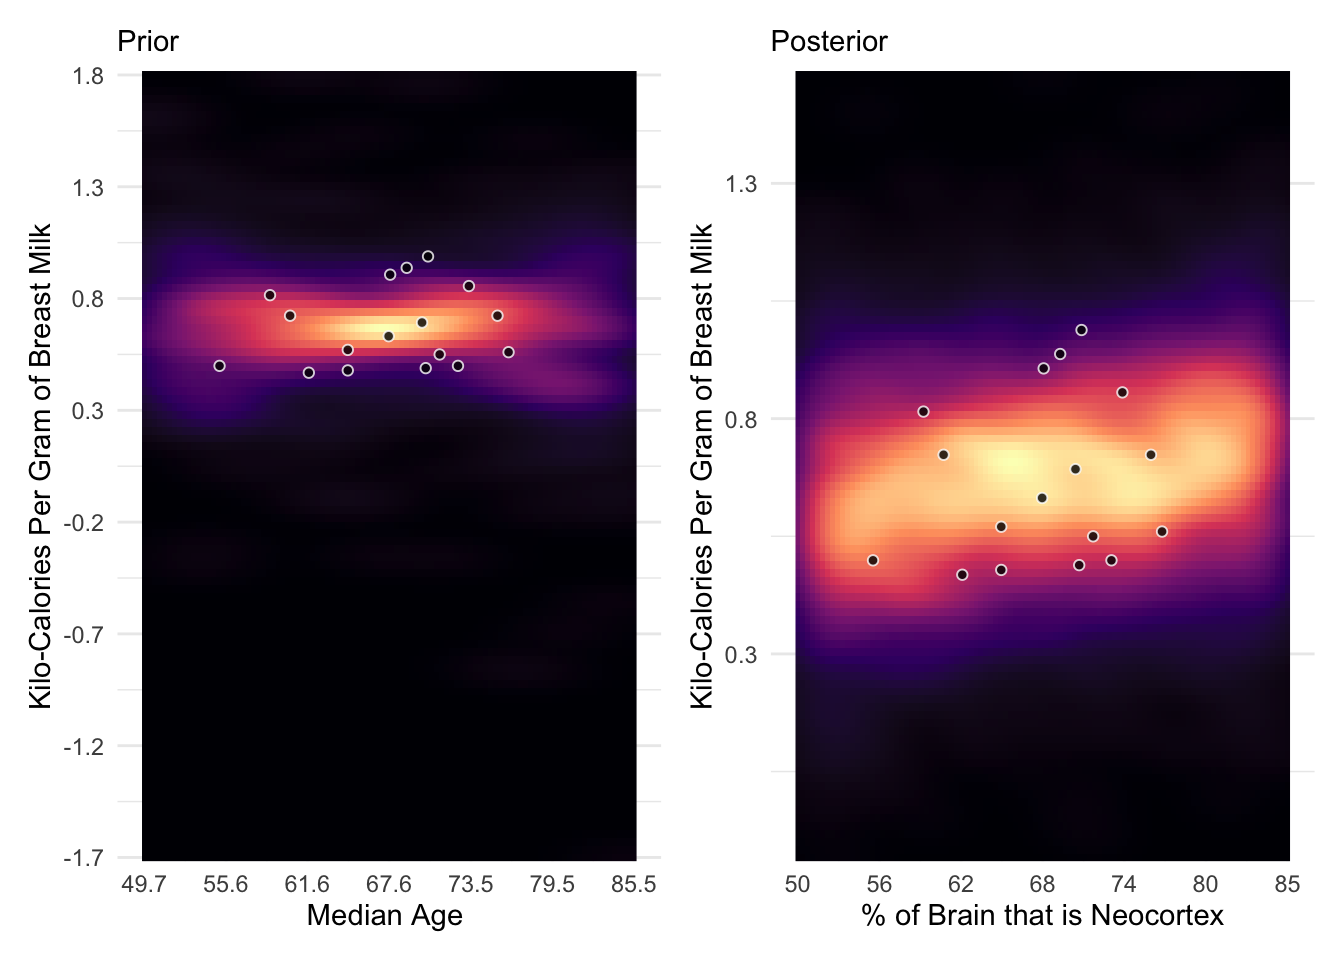 Prior
Kilo-Calories Per Gram of Breast Milk
1.8
1.3
0.8
0.3
-0.2
-0.7
-1.2
-1.7
49.7 55.6 61.6 67.6 73.5 79.5 85.5
Median Age
Posterior
Kilo-Calories Per Gram of Breast Milk
1.3
0.8
0.3
50 56 62 68 74 80 85
% of Brain that is Neocortex